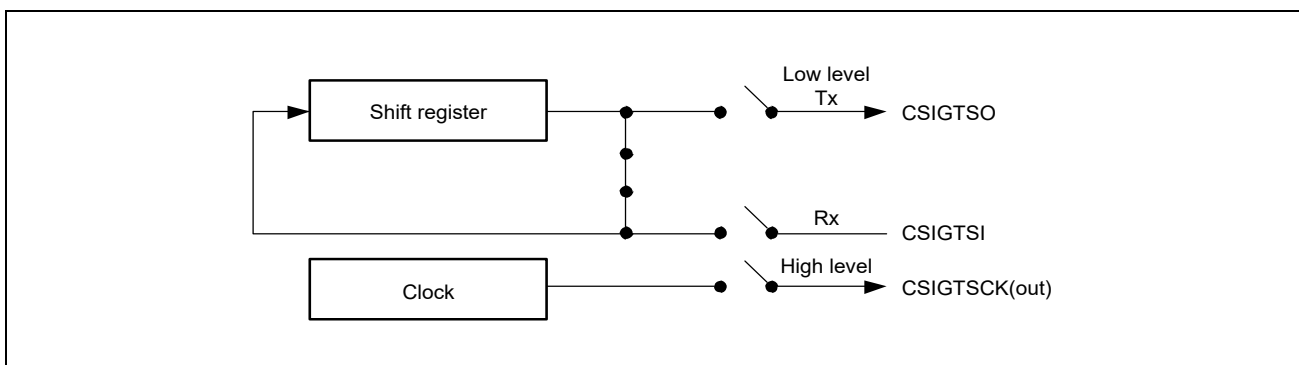 Low level
Shift register
Tx
CSIGTSO
Rx
CSIGTSI
High level
Clock
CSIGTSCK(out)